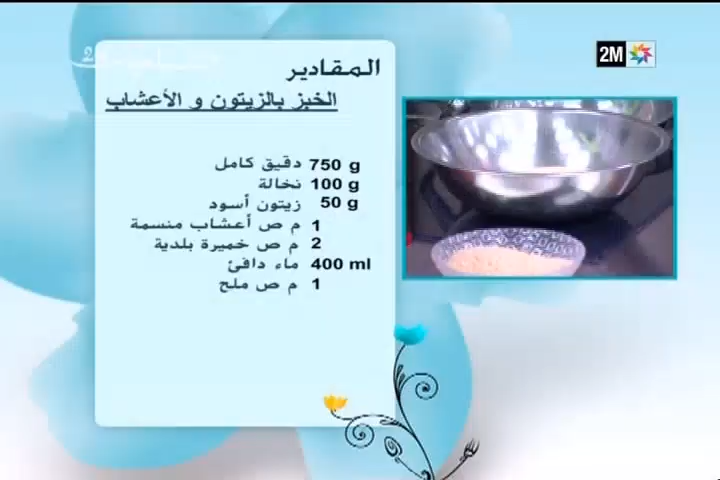 2M
المقادير
الخبز بالزيتون و الأعشاب
750 g دقيق كامل
100 g نخالة
50 g زيتون أسود
1 م ص أعشاب منسمة
2 م ص خميرة بلدية
400 ml ماء دافئ
1 م ص ملح